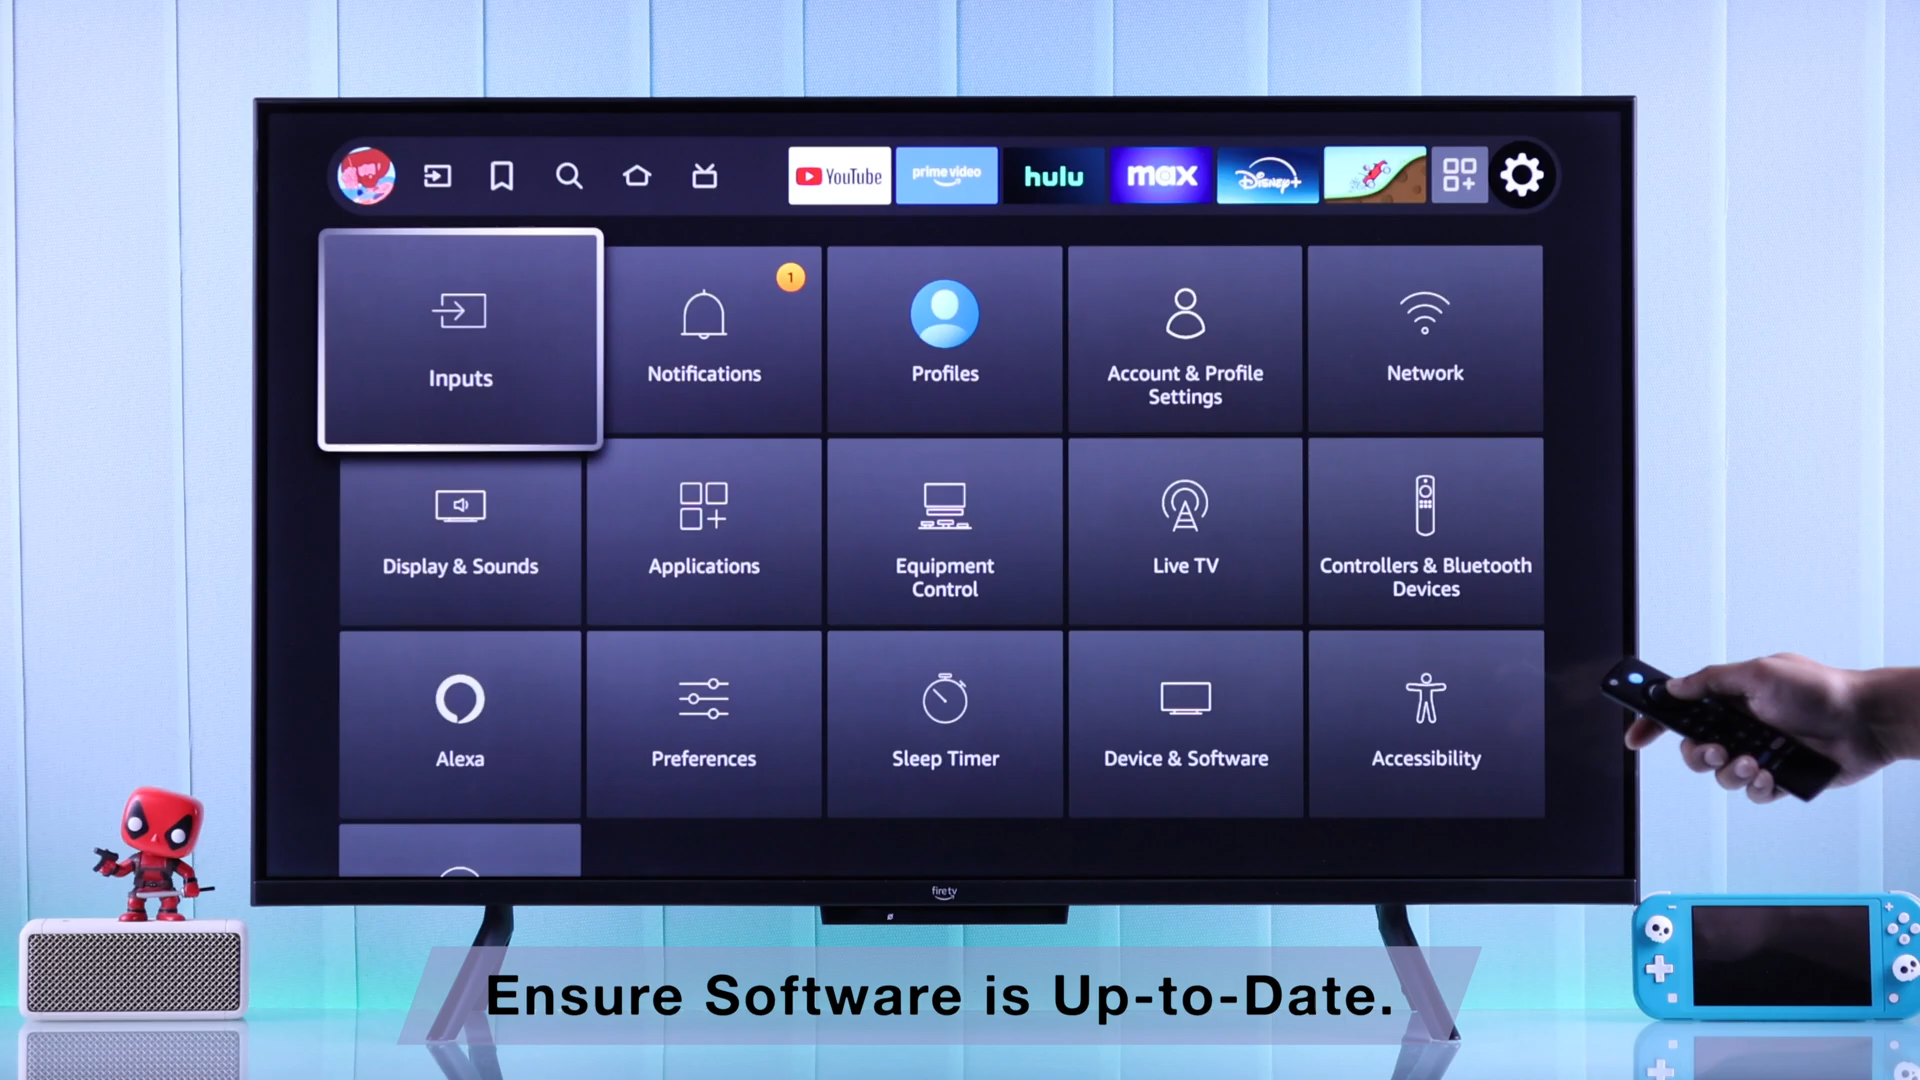 YouTube
prime video
hulu
max
Disney+
Inputs
1
Notifications
Profiles
Account & Profile
Settings
Network
Display & Sounds
Applications
Equipment
Control
Live TV
Controllers & Bluetooth
Devices
Alexa
Preferences
Sleep Timer
Device & Software
Accessibility
fire tv
Ensure Software is Up-to-Date.